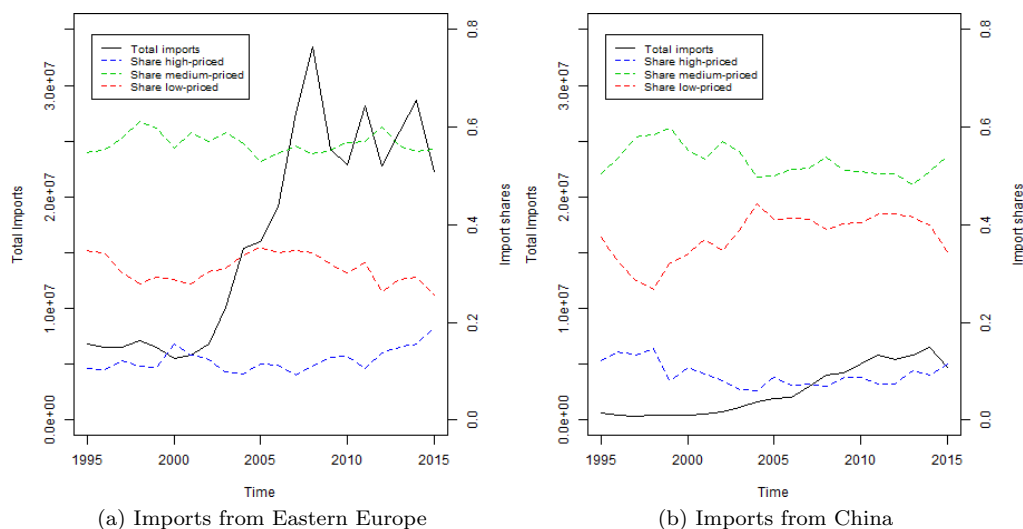 Total imports
Share high-priced
Share medium-priced
Share low-priced
Total Imports
0.0e+00
1.0e+07
2.0e+07
3.0e+07
Import shares
0.0
0.2
0.4
0.6
0.8
1995
2000
2005
2010
2015
Time
(a) Imports from Eastern Europe
Total imports
Share high-priced
Share medium-priced
Share low-priced
Total Imports
0.0e+00
1.0e+07
2.0e+07
3.0e+07
Import shares
0.0
0.2
0.4
0.6
0.8
1995
2000
2005
2010
2015
Time
(b) Imports from China